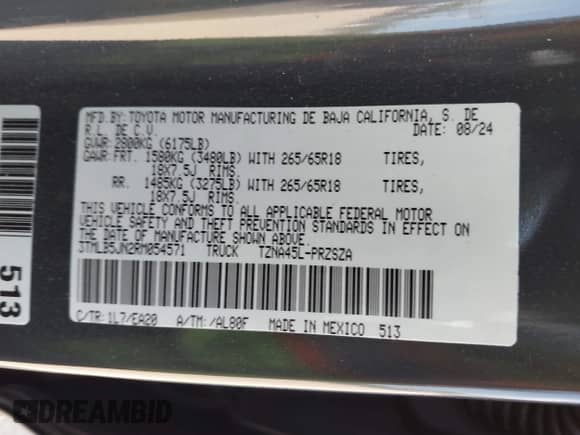 MFD.BY:TOYOTA MOTOR MANUFACTURING DE BAJA CALIFORNIA, S. DE
R.L. DE C.V. DATE: 08/24
GVWR:2800KG (6175LB)
GAWR:FRT. 1580KG (3480LB) WITH 265/65R18 TIRES,
18X7.5J RIMS,
RR. 1485KG (3275LB) WITH 265/65R18 TIRES,
18X7.5J RIMS.
THIS VEHICLE CONFORMS TO ALL APPLICABLE FEDERAL MOTOR
VEHICLE SAFETY AND THEFT PREVENTION STANDARDS IN EFFECT ON
THE DATE OF MANUFACTURE SHOWN ABOVE.
3TMLB5JN2RM054571 TRUCK TZNA45L-PRZSZA
C/TR:1L7/EA20 A/TM:/AL80F MADE IN MEXICO 513
513
DREAMBID